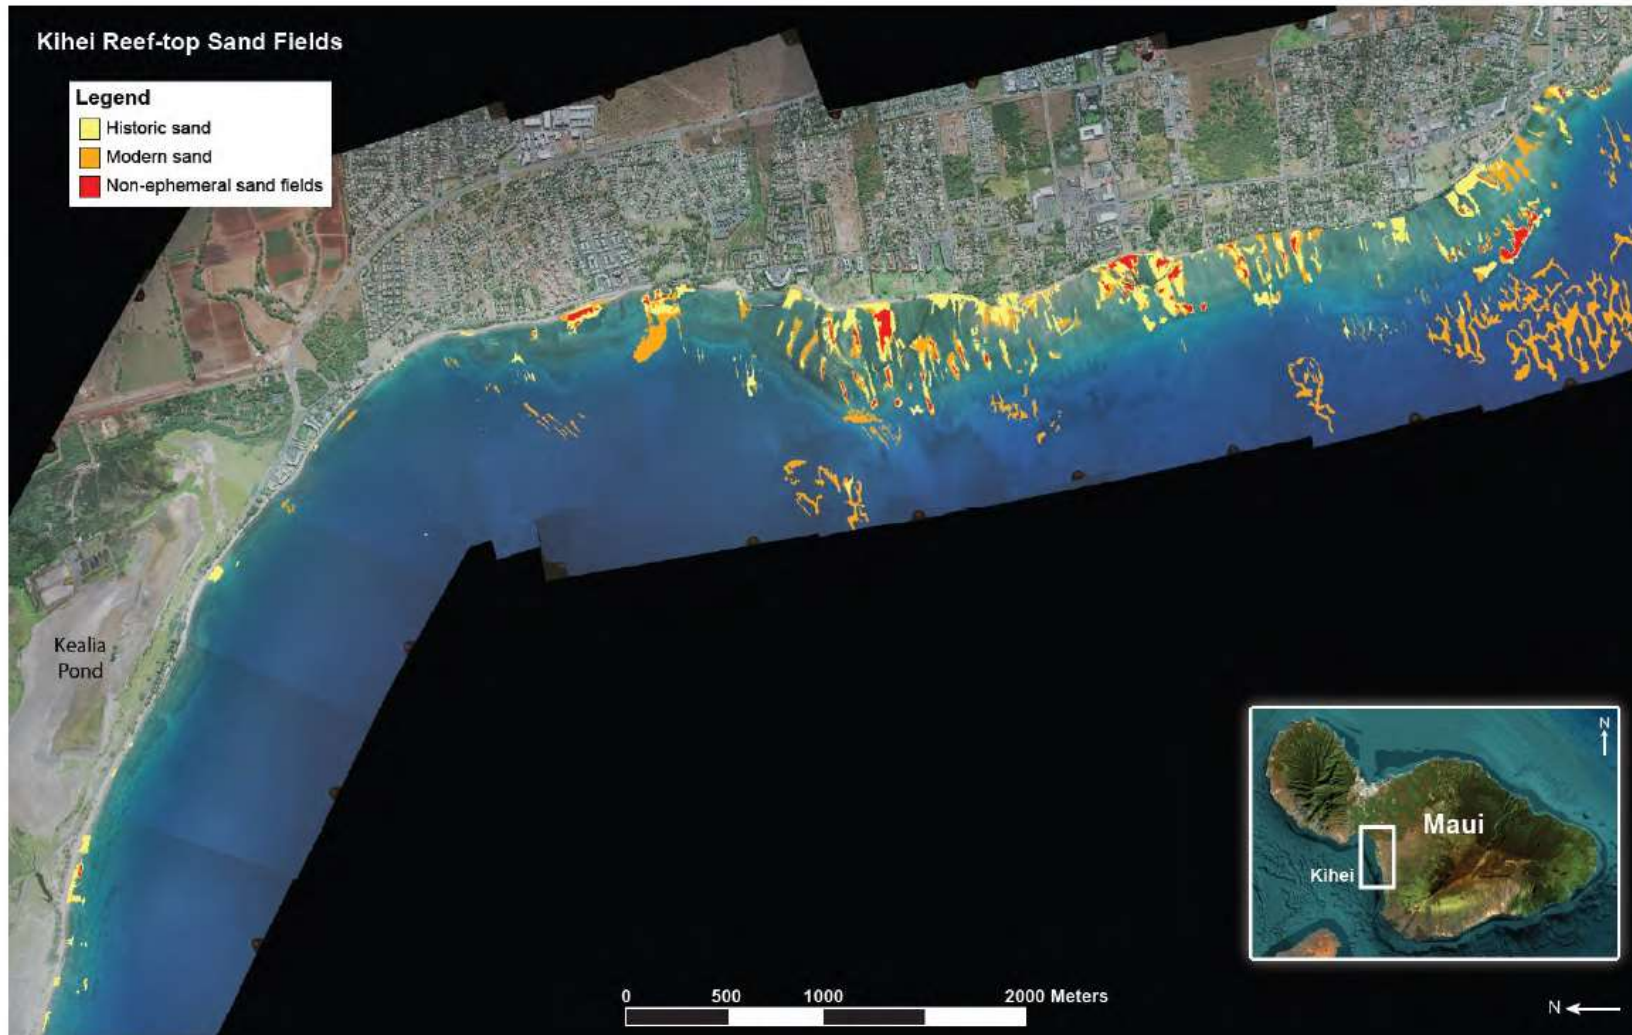 Kihei Reef-top Sand Fields
Legend
Historic sand
Modern sand
Non-ephemeral sand fields
Kealia
Pond
N
Maui
Kihei
0 500 1000 2000 Meters
N